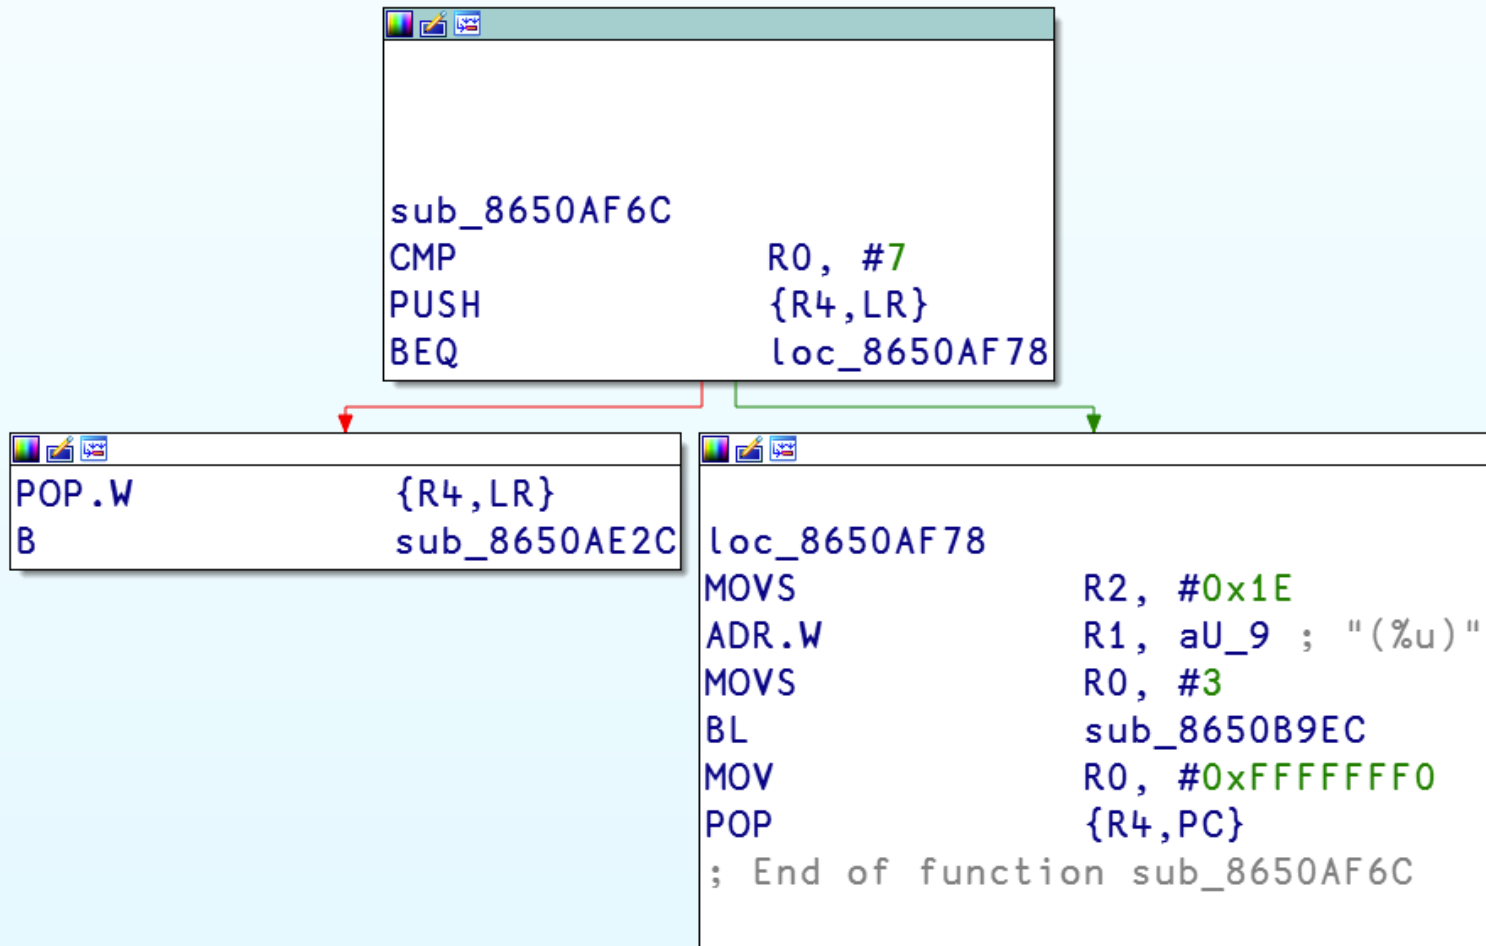 sub_8650AF6C
CMP R0, #7
PUSH {R4,LR}
BEQ loc_8650AF78
POP.W {R4,LR}
B sub_8650AE2C
loc_8650AF78
MOVS R2, #0x1E
ADR.W R1, aU_9 ; "(%u)"
MOVS R0, #3
BL sub_8650B9EC
MOV R0, #0xFFFFFFF0
POP {R4,PC}
; End of function sub_8650AF6C